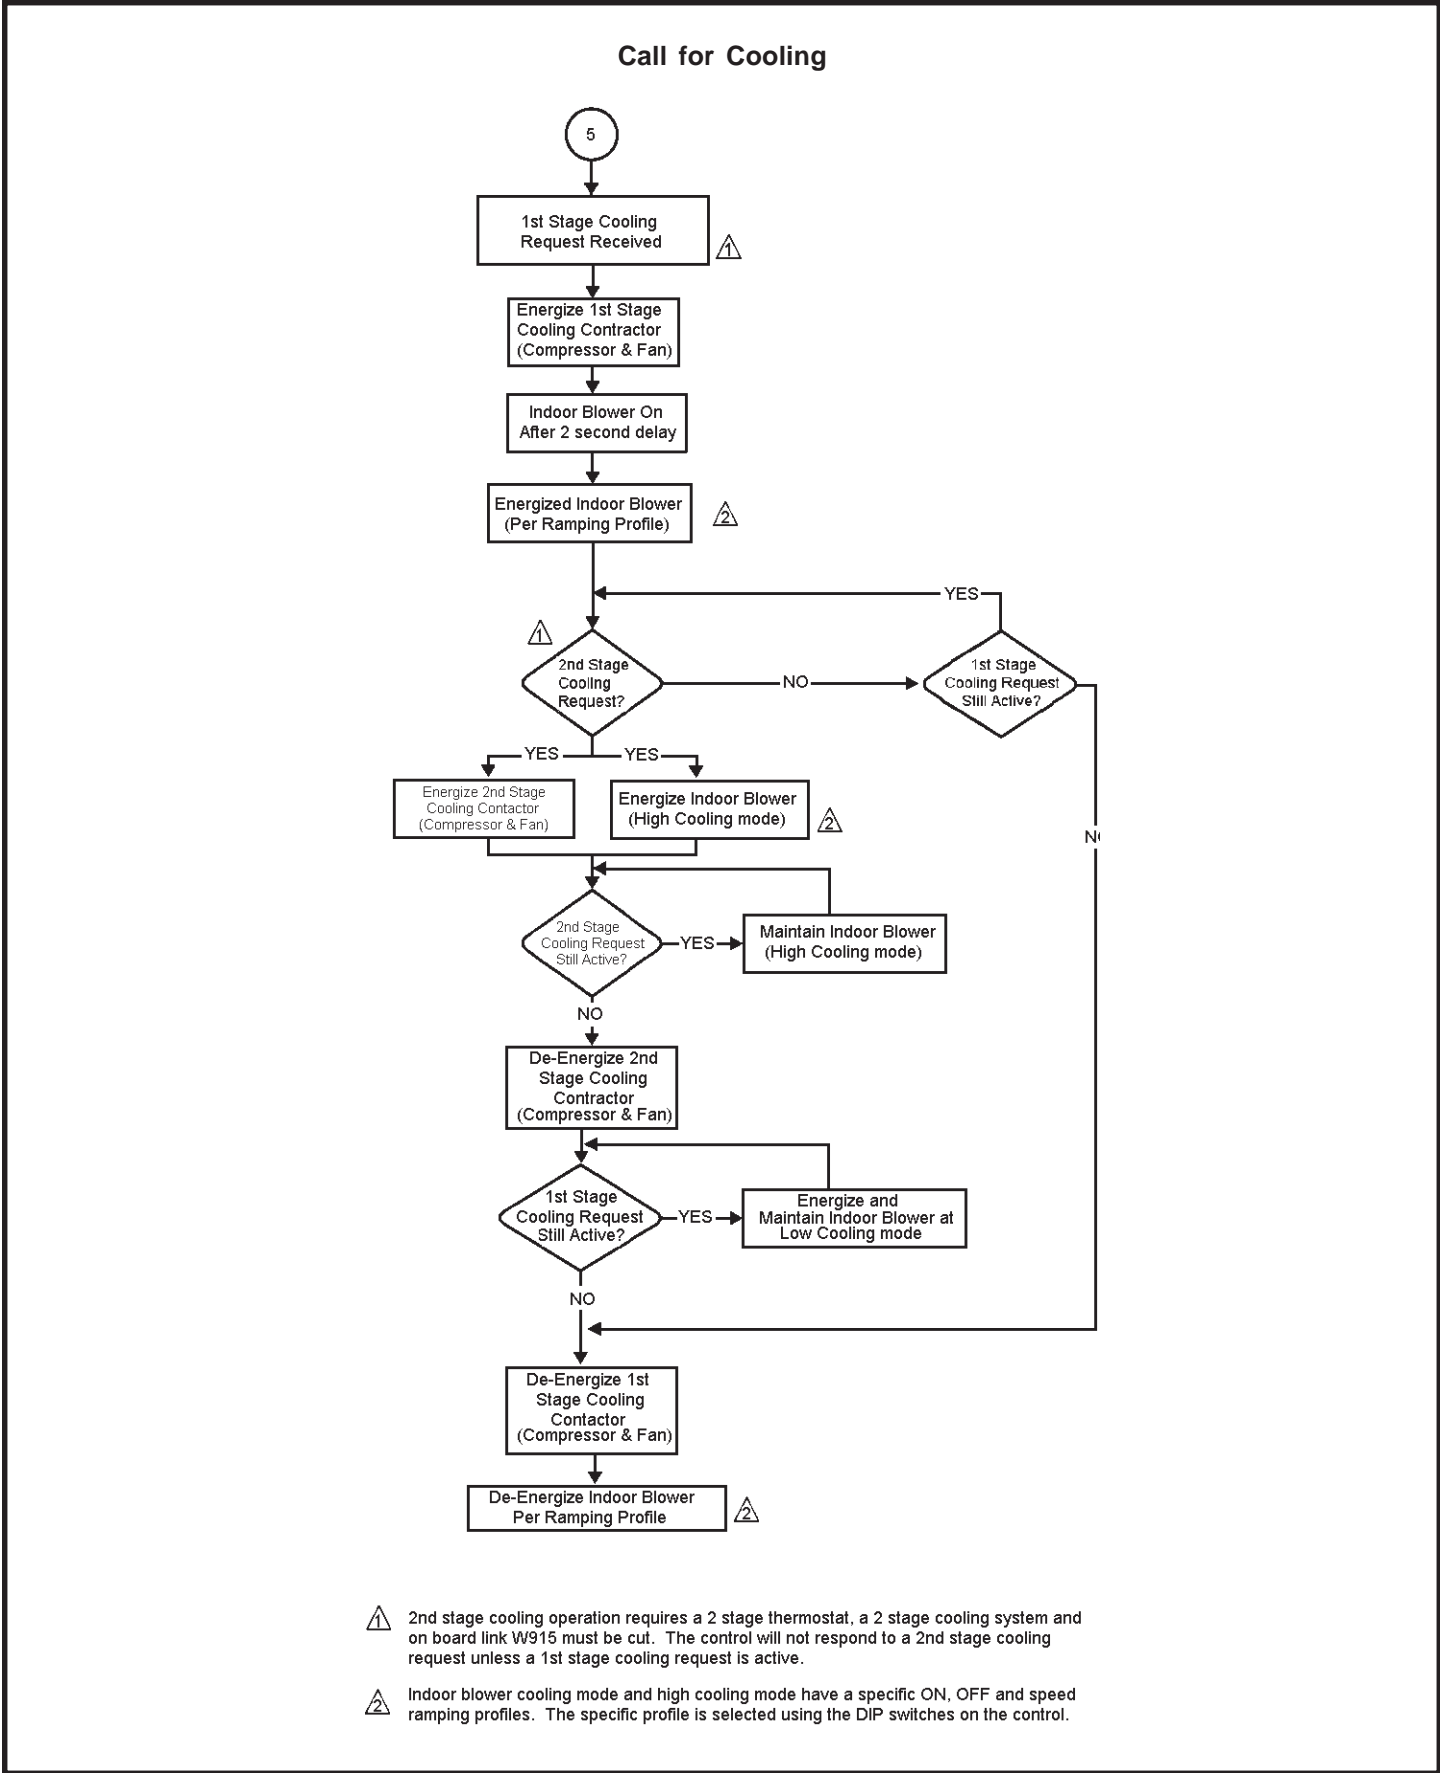 Call for Cooling
5
1st Stage Cooling
Request Received
1
Energize 1st Stage
Cooling Contractor
(Compressor & Fan)
Indoor Blower On
After 2 second delay
Energized Indoor Blower
(Per Ramping Profile)
2
YES
1
2nd Stage
Cooling
Request?
NO
1st Stage
Cooling Request
Still Active?
YES
YES
Energize 2nd Stage
Cooling Contactor
(Compressor & Fan)
Energize Indoor Blower
(High Cooling mode)
2
2nd Stage
Cooling Request
Still Active?
YES
Maintain Indoor Blower
(High Cooling mode)
NO
De-Energize 2nd
Stage Cooling
Contractor
(Compressor & Fan)
1st Stage
Cooling Request
Still Active?
YES
Energize and
Maintain Indoor Blower at
Low Cooling mode
NO
De-Energize 1st
Stage Cooling
Contactor
(Compressor & Fan)
De-Energize Indoor Blower
Per Ramping Profile
2
1 2nd stage cooling operation requires a 2 stage thermostat, a 2 stage cooling system and
on board link W915 must be cut. The control will not respond to a 2nd stage cooling
request unless a 1st stage cooling request is active.
2 Indoor blower cooling mode and high cooling mode have a specific ON, OFF and speed
ramping profiles. The specific profile is selected using the DIP switches on the control.